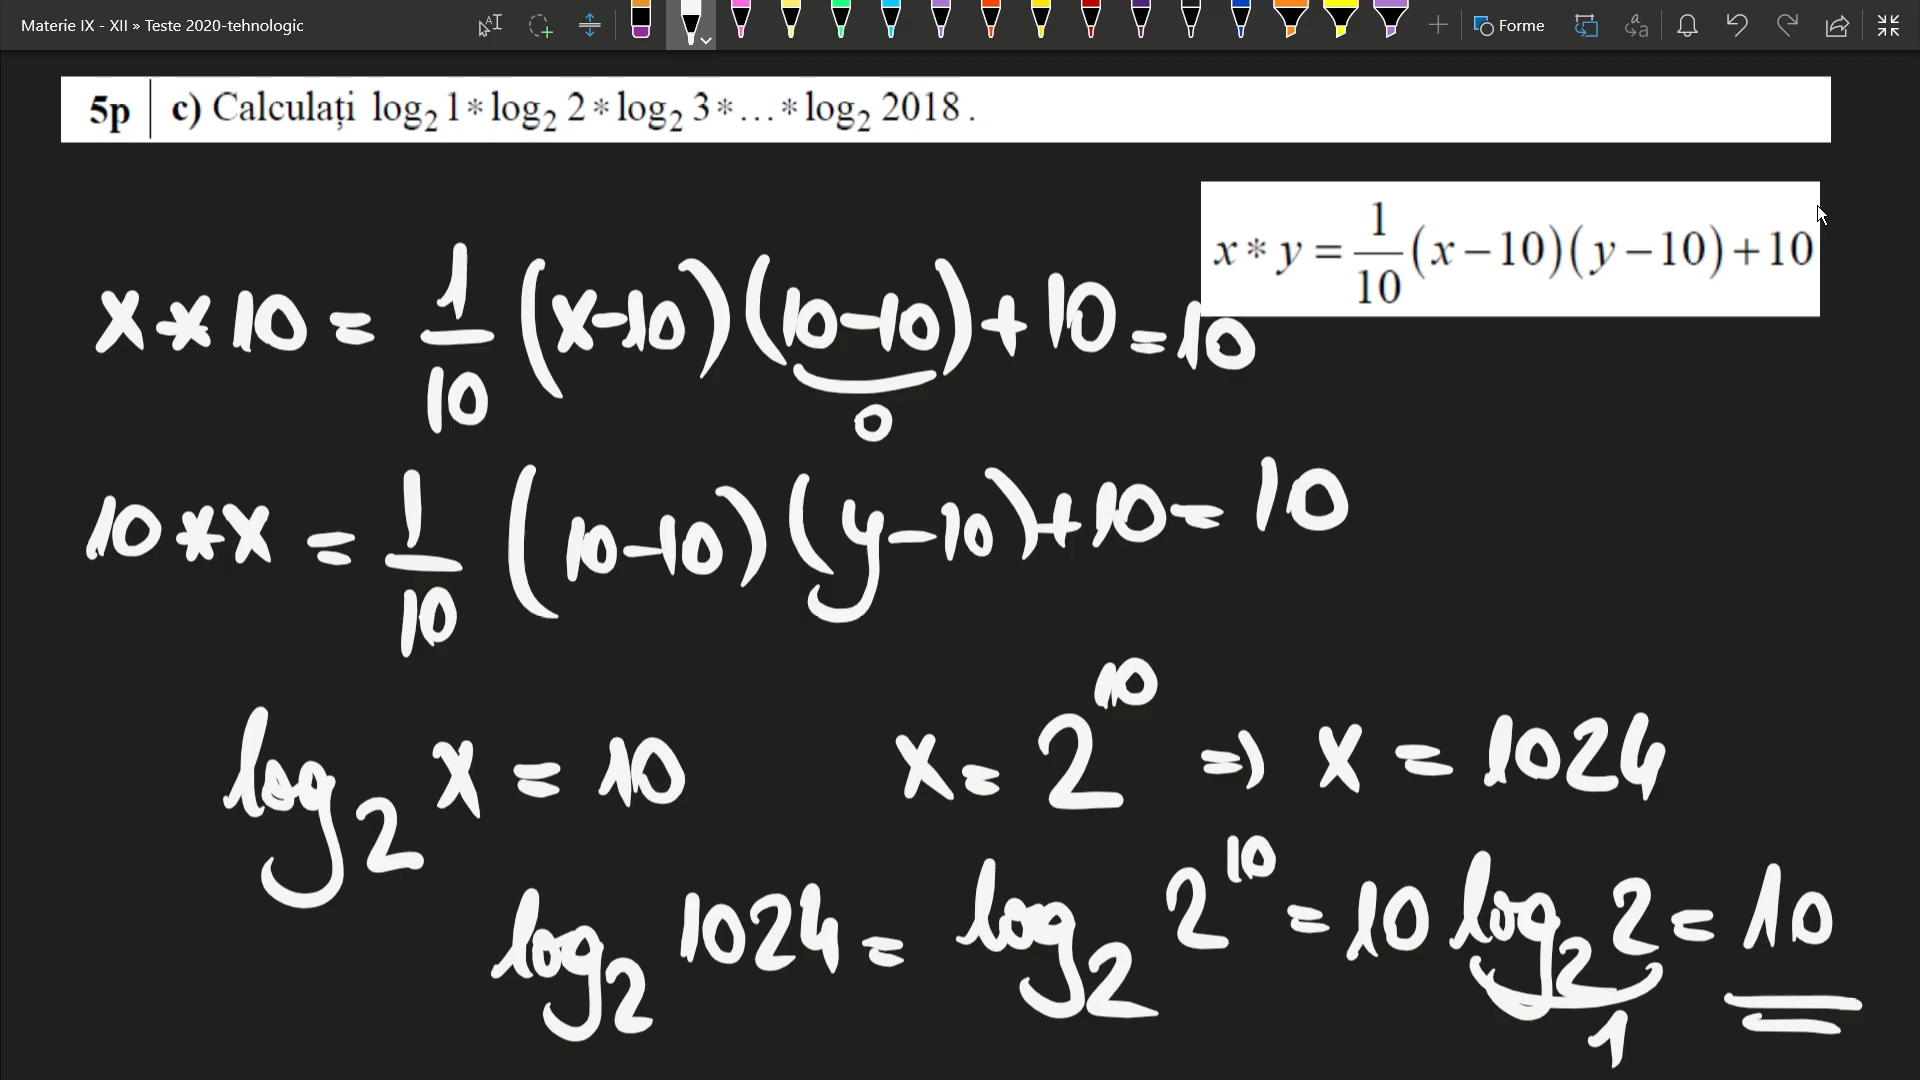 Materie IX - XII » Teste 2020-tehnologic
Forme
5p c) Calculați log₂ 1 * log₂ 2 * log₂ 3 * … * log₂ 2018 .
x * y = 1/10 (x − 10)(y − 10) + 10
x * 10 = 1/10 (x-10)(10-10) + 10 = 10
0
10 * x = 1/10 (10-10)(y-10)+10 = 10
log₂ x = 10 x = 2¹⁰ ⇒ x = 1024
log₂ 1024 = log₂ 2¹⁰ = 10 log₂ 2 = 10
1